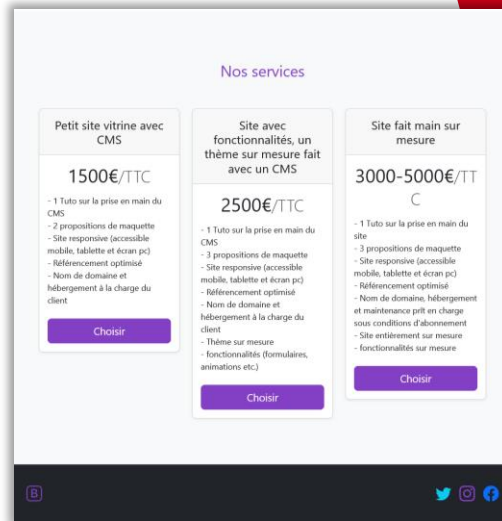 Nos services
Petit site vitrine avec
CMS
1500€/TTC
- 1 Tuto sur la prise en main du
CMS
- 2 propositions de maquette
- Site responsive (accessible
mobile, tablette et écran pc)
- Référencement optimisé
- Nom de domaine et
hébergement à la charge du
client
Choisir
Site avec
fonctionnalités, un
thème sur mesure fait
avec un CMS
2500€/TTC
- 1 Tuto sur la prise en main du
CMS
- 3 propositions de maquette
- Site responsive (accessible
mobile, tablette et écran pc)
- Référencement optimisé
- Nom de domaine et
hébergement à la charge du
client
- Thême sur mesure
- fonctionnalités (formulaires,
animations etc.)
Choisir
Site fait main sur
mesure
3000-5000€/TT
C
- 1 Tuto sur la prise en main du
site
- 3 propositions de maquette
- Site responsive (accessible
mobile, tablette et écran pc)
- Référencement optimisé
- Nom de domaine, hébergement
et maintenance prît en charge
sous conditions d'abonnement
- Site entièrement sur mesure
- fonctionnalités sur mesure
Choisir
B